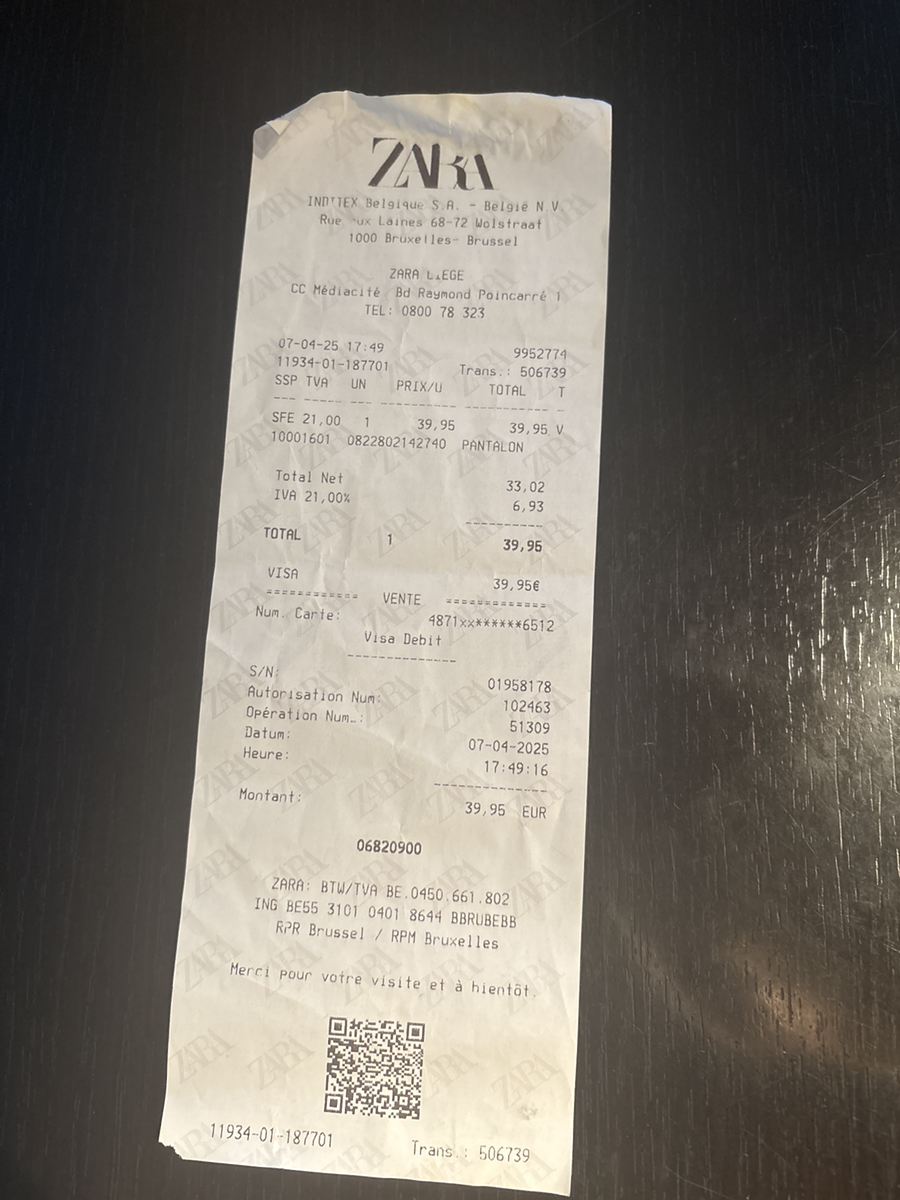 ZARA
INDITEX Belgique S.A. - België N.V.
Rue aux Laines 68-72 Wolstraat
1000 Bruxelles- Brussel
ZARA LIEGE
CC Médiacité Bd Raymond Poincarré 1
TEL: 0800 78 323
07-04-25 17:49 9952774
11934-01-187701 Trans.: 506739
SSP TVA UN PRIX/U TOTAL T
--- ----- --- ---------- ----------- -
SFE 21,00 1 39,95 39,95 V
10001601 0822802142740 PANTALON
Total Net 33,02
IVA 21,00% 6,93
----------
TOTAL 1 39,95
VISA 39,95€
=========== VENTE ============
Num. Carte: 4871xx******6512
Visa Debit
-------------
S/N: 01958178
Autorisation Num: 102463
Opération Num..: 51309
Datum: 07-04-2025
Heure: 17:49:16
-------------
Montant: 39,95 EUR
06820900
ZARA: BTW/TVA BE.0450.661.802
ING BE55 3101 0401 8644 BBRUBEBB
RPR Brussel / RPM Bruxelles
Merci pour votre visite et à bientôt.
11934-01-187701 Trans.: 506739